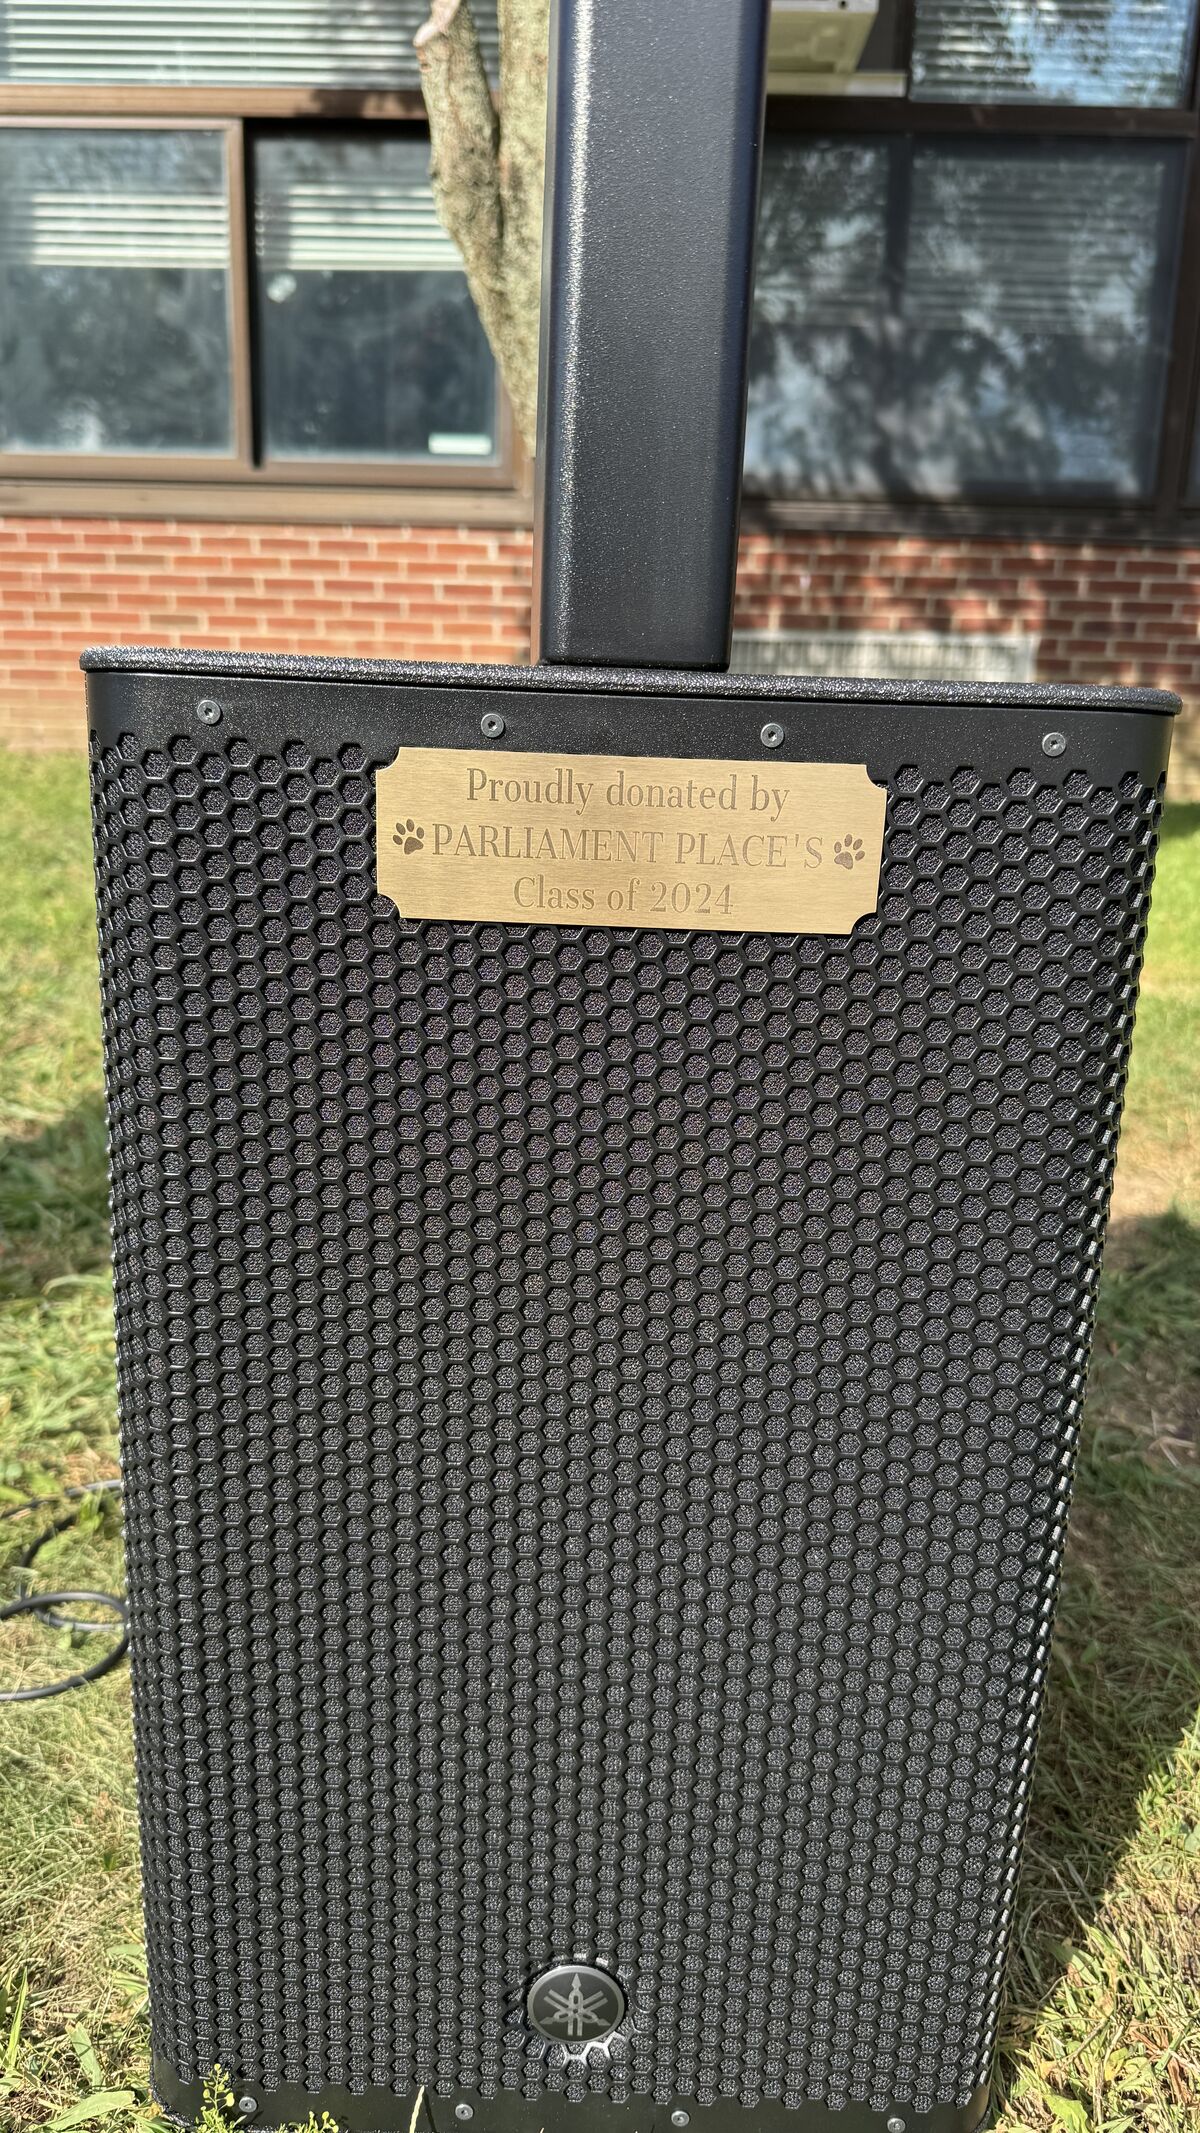 Proudly donated by
PARLIAMENT PLACE'S
Class of 2024